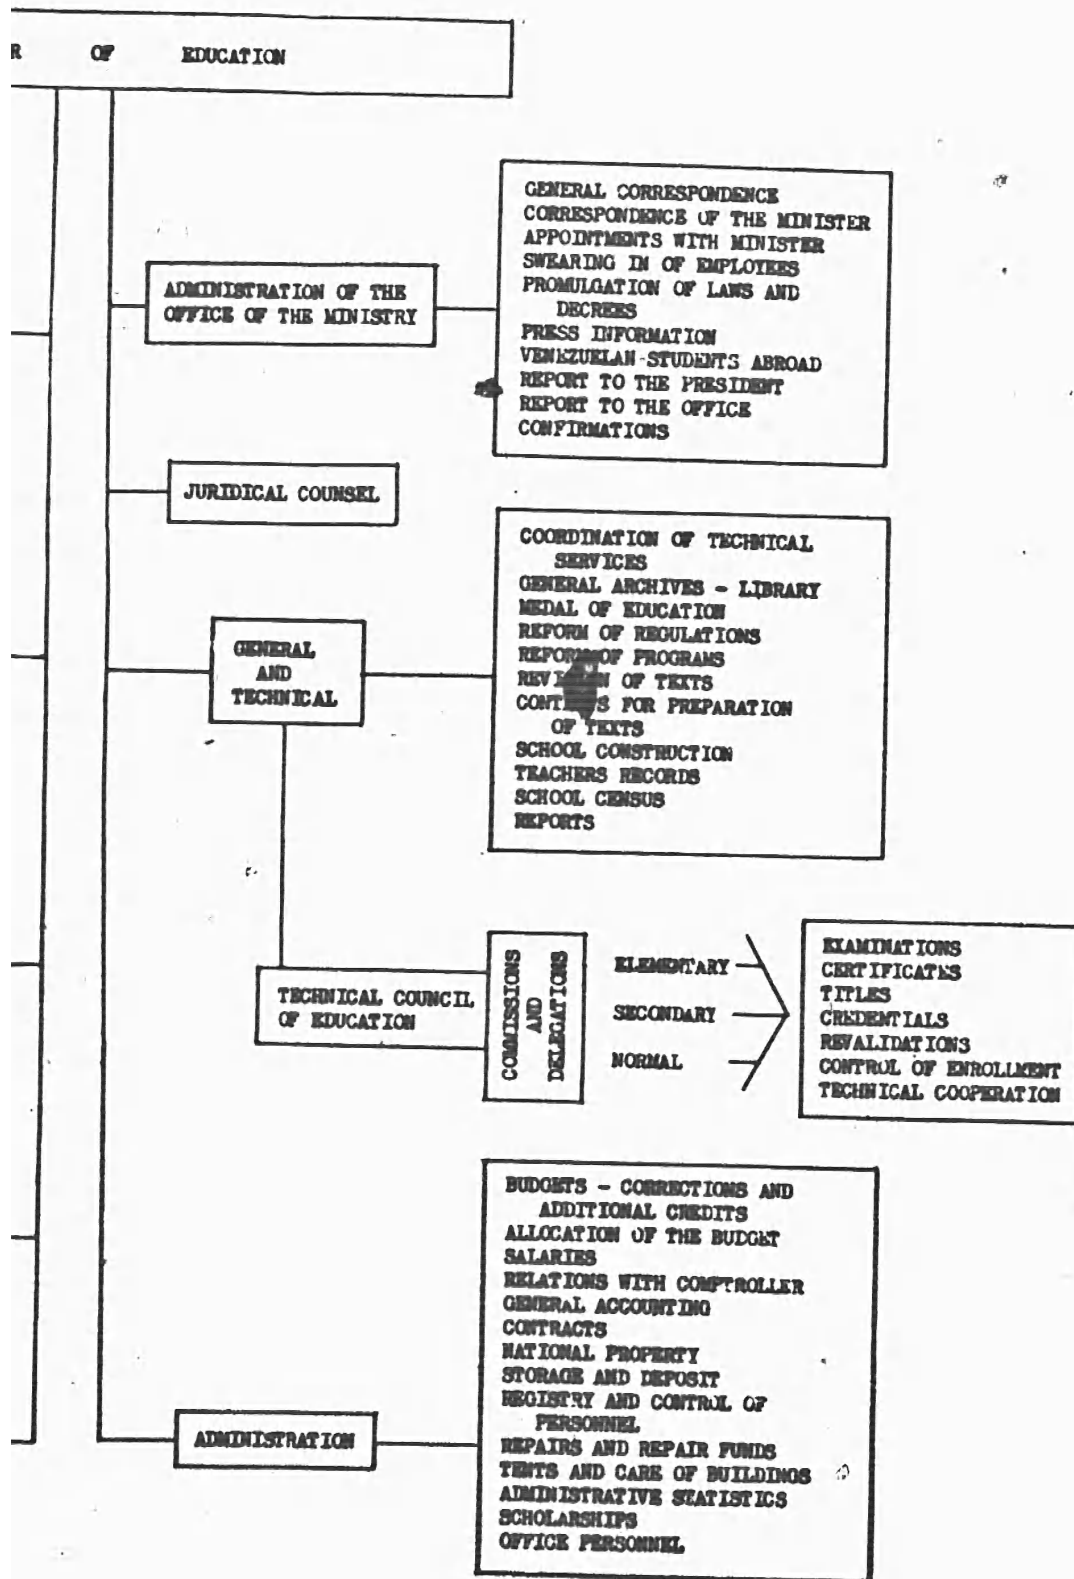 R OF EDUCATION
GENERAL CORRESPONDENCE
CORRESPONDENCE OF THE MINISTER
APPOINTMENTS WITH MINISTER
SWEARING IN OF EMPLOYEES
PROMULGATION OF LAWS AND
DECREES
PRESS INFORMATION
VENEZUELAN-STUDENTS ABROAD
REPORT TO THE PRESIDENT
REPORT TO THE OFFICE
CONFIRMATIONS
ADMINISTRATION OF THE
OFFICE OF THE MINISTRY
JURIDICAL COUNSEL
COORDINATION OF TECHNICAL
SERVICES
GENERAL ARCHIVES - LIBRARY
MEDAL OF EDUCATION
REFORM OF REGULATIONS
REFORM OF PROGRAMS
OF TEXTS
FOR PREPARATION
OF TEXTS
SCHOOL CONSTRUCTION
TEACHERS RECORDS
SCHOOL CENSUS
REPORTS
GENERAL
AND
TECHNICAL
TECHNICAL COUNCIL
OF EDUCATION
COMMISSIONS
AND
DELEGATIONS
ELEMENTARY
SECONDARY
NORMAL
EXAMINATIONS
CERTIFICATES
TITLES
CREDENTIALS
REVALIDATIONS
CONTROL OF ENROLLMENT
TECHNICAL COOPERATION
BUDGETS - CORRECTIONS AND
ADDITIONAL CREDITS
ALLOCATION OF THE BUDGET
SALARIES
RELATIONS WITH COMPTROLLER
GENERAL ACCOUNTING
CONTRACTS
NATIONAL PROPERTY
STORAGE AND DEPOSIT
REGISTRY AND CONTROL OF
PERSONNEL
REPAIRS AND REPAIR FUNDS
TENTS AND CARE OF BUILDINGS
ADMINISTRATIVE STATISTICS
SCHOLARSHIPS
OFFICE PERSONNEL
ADMINISTRATION